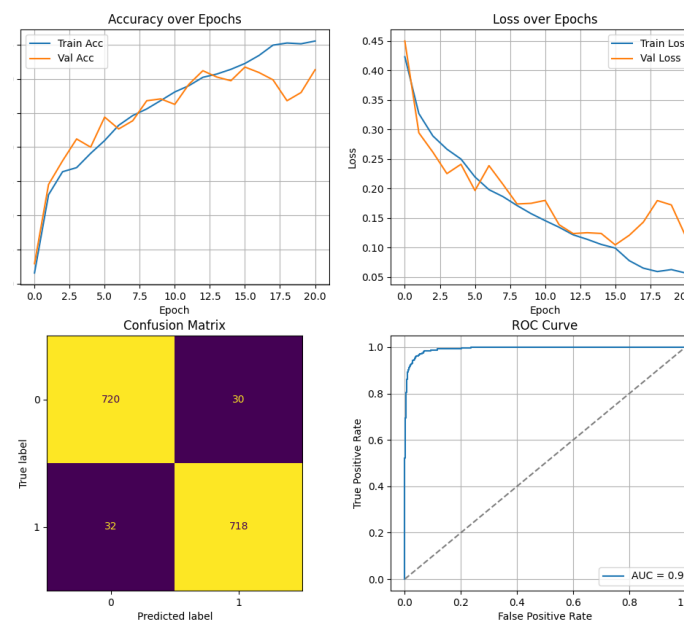 Accuracy over Epochs
Train Acc
Val Acc
0.0 2.5 5.0 7.5 10.0 12.5 15.0 17.5 20.0
Epoch
Loss over Epochs
Train Los
Val Loss
Loss
0.45
0.40
0.35
0.30
0.25
0.20
0.15
0.10
0.05
0.0 2.5 5.0 7.5 10.0 12.5 15.0 17.5 20
Epoch
Confusion Matrix
True label
0
720 30
1
32 718
0 1
Predicted label
ROC Curve
True Positive Rate
1.0
0.8
0.6
0.4
0.2
0.0
AUC = 0.9
0.0 0.2 0.4 0.6 0.8 1
False Positive Rate